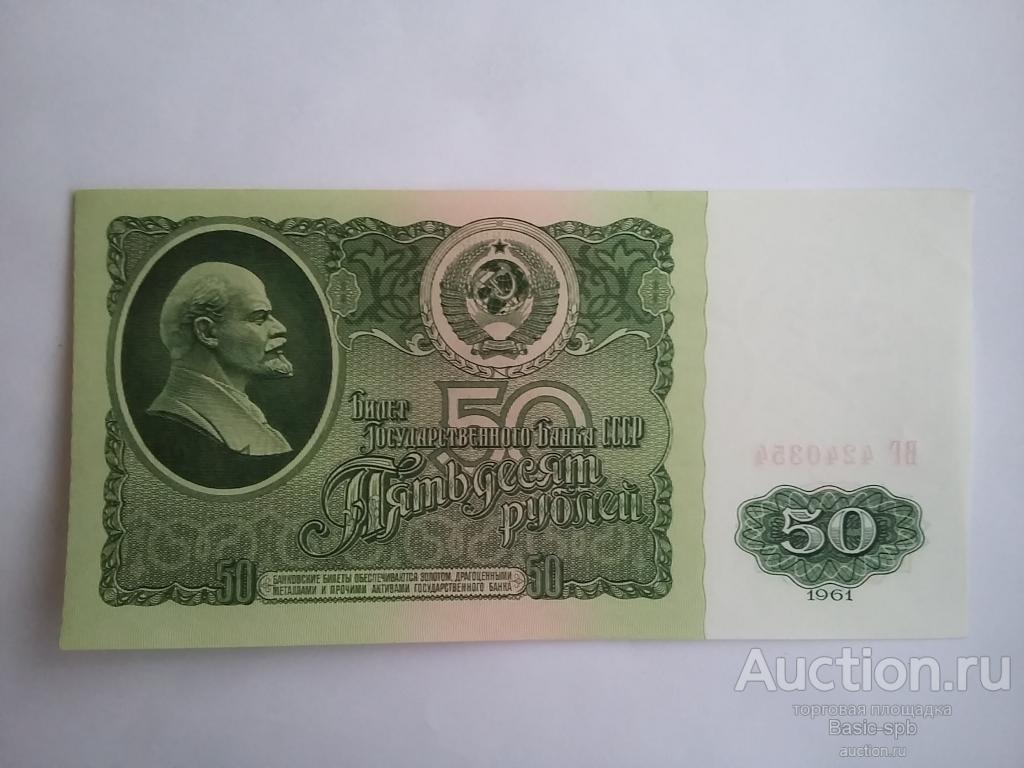 Билет
Государственного Банка СССР
50
Пятьдесят
рублей
50
БАНКОВСКИЕ БИЛЕТЫ ОБЕСПЕЧИВАЮТСЯ ЗОЛОТОМ, ДРАГОЦЕННЫМИ
МЕТАЛЛАМИ И ПРОЧИМИ АКТИВАМИ ГОСУДАРСТВЕННОГО БАНКА
50
ВГ 4240354
50
1961
Auction.ru
торговая площадка
Basic-spb
auction.ru